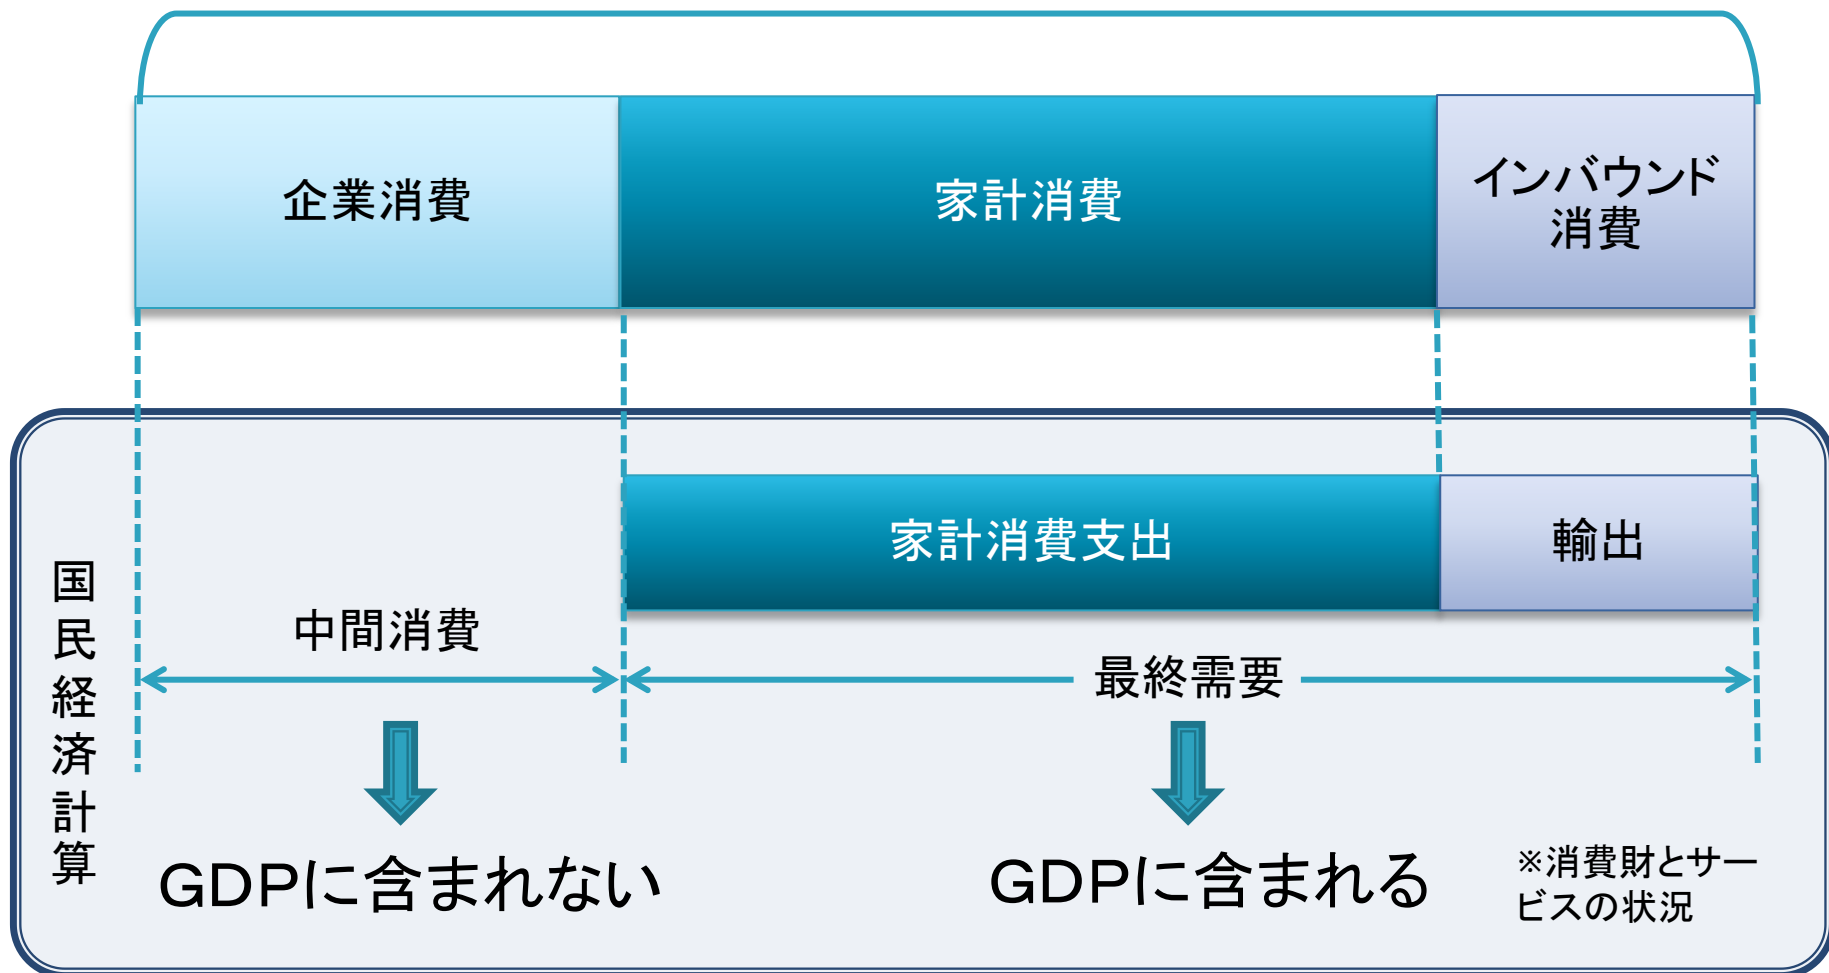 企業消費
家計消費
インバウンド
消費
家計消費支出
輸出
国民経済計算
中間消費
最終需要
GDPに含まれない
GDPに含まれる
※消費財とサー
ビスの状況